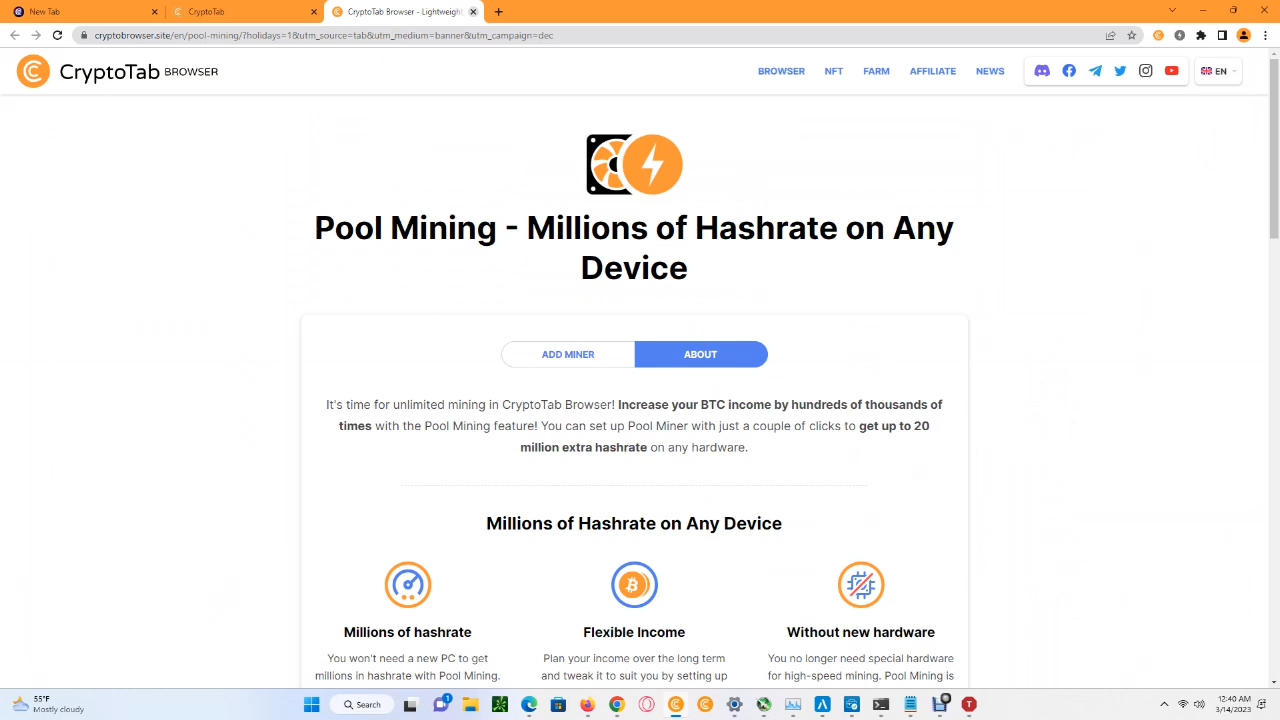 New Tab
CryptoTab
CryptoTab Browser - Lightweight
cryptobrowser.site/en/pool-mining/?holidays=1&utm_source=tab&utm_medium=banner&utm_campaign=dec
CryptoTab BROWSER
BROWSER NFT FARM AFFILIATE NEWS EN
Pool Mining - Millions of Hashrate on Any
Device
ADD MINER ABOUT
It's time for unlimited mining in CryptoTab Browser! Increase your BTC income by hundreds of thousands of
times with the Pool Mining feature! You can set up Pool Miner with just a couple of clicks to get up to 20
million extra hashrate on any hardware.
Millions of Hashrate on Any Device
Millions of hashrate
You won't need a new PC to get
millions in hashrate with Pool Mining.
Flexible Income
Plan your income over the long term
and tweak it to suit you by setting up
Without new hardware
You no longer need special hardware
for high-speed mining. Pool Mining is
55°F
Mostly cloudy
Search
1
12:40 AM
3/14/2023